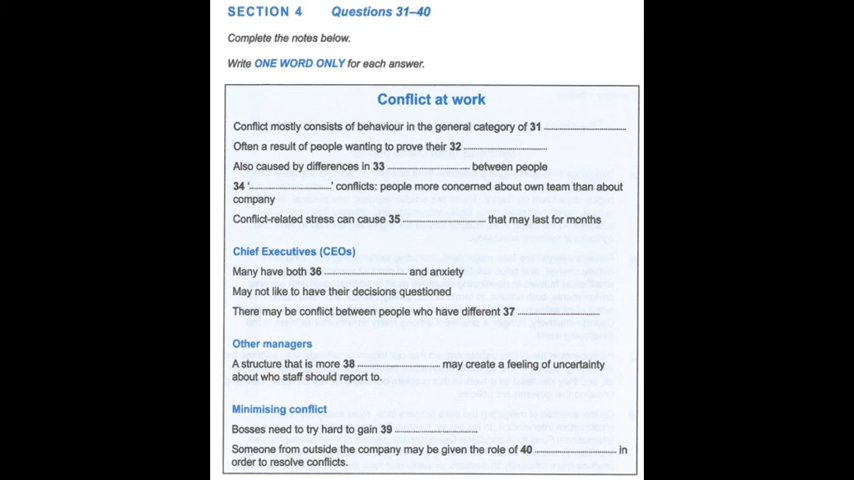 SECTION 4 Questions 31–40
Complete the notes below.
Write ONE WORD ONLY for each answer.
Conflict at work
Conflict mostly consists of behaviour in the general category of 31 ........................
Often a result of people wanting to prove their 32 ........................
Also caused by differences in 33 ........................ between people
34 '........................' conflicts: people more concerned about own team than about
company
Conflict-related stress can cause 35 ........................ that may last for months
Chief Executives (CEOs)
Many have both 36 ........................ and anxiety
May not like to have their decisions questioned
There may be conflict between people who have different 37 ........................
Other managers
A structure that is more 38 ........................ may create a feeling of uncertainty
about who staff should report to.
Minimising conflict
Bosses need to try hard to gain 39 ........................
Someone from outside the company may be given the role of 40 ........................ in
order to resolve conflicts.